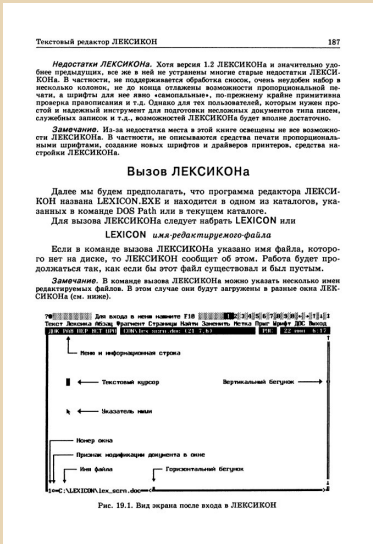 Текстовый редактор ЛЕКСИКОН 187
Недостатки ЛЕКСИКОНа. Хотя версия 1.2 ЛЕКСИКОНа и значительно удо-
бнее предыдущих, все же в ней не устранены многие старые недостатки ЛЕКСИ-
КОНа. В частности, не поддерживается обработка сносок, очень неудобен набор в
несколько колонок, не до конца отлажены возможности пропорциональной пе-
чати, а шрифты для нее явно «самопальные», по-прежнему крайне примитивна
проверка правописания и т.д. Однако для тех пользователей, которым нужен про-
стой и надежный инструмент для подготовки несложных документов типа писем,
служебных записок и т.д., возможностей ЛЕКСИКОНа будет вполне достаточно.
Замечание. Из-за недостатка места в этой книге освещены не все возможно-
сти ЛЕКСИКОНа. В частности, не описываются средства печати пропорциональ-
ными шрифтами, создание новых шрифтов и драйверов принтеров, средства на-
стройки ЛЕКСИКОНа.
Вызов ЛЕКСИКОНа
Далее мы будем предполагать, что программа редактора ЛЕКСИ-
КОН названа LEXICON.EXE и находится в одном из каталогов, ука-
занных в команде DOS Path или в текущем каталоге.
Для вызова ЛЕКСИКОНа следует набрать LEXICON или
LEXICON имя-редактируемого-файла
Если в команде вызова ЛЕКСИКОНа указано имя файла, которо-
го нет на диске, то ЛЕКСИКОН сообщит об этом. Работа будет про-
должаться так, как если бы этот файл существовал и был пустым.
Замечание. В команде вызова ЛЕКСИКОНа можно указать несколько имен
редактируемых файлов. В этом случае они будут загружены в разные окна ЛЕК-
СИКОНа (см. ниже).
Для входа в меню нажмите F10
Текст Лексика Абзац Фрагмент Страницы Найти Заменить Метка Приг Шрифт ДОС Выход
Меню и информационная строка
Текстовый курсор Вертикальный бегунок
Указатель мыши
Номер окна
Признак модификации документа в окне
Имя файла Горизонтальный бегунок
1=C:\LEXICON\lex_scrn.doc
Рис. 19.1. Вид экрана после входа в ЛЕКСИКОН